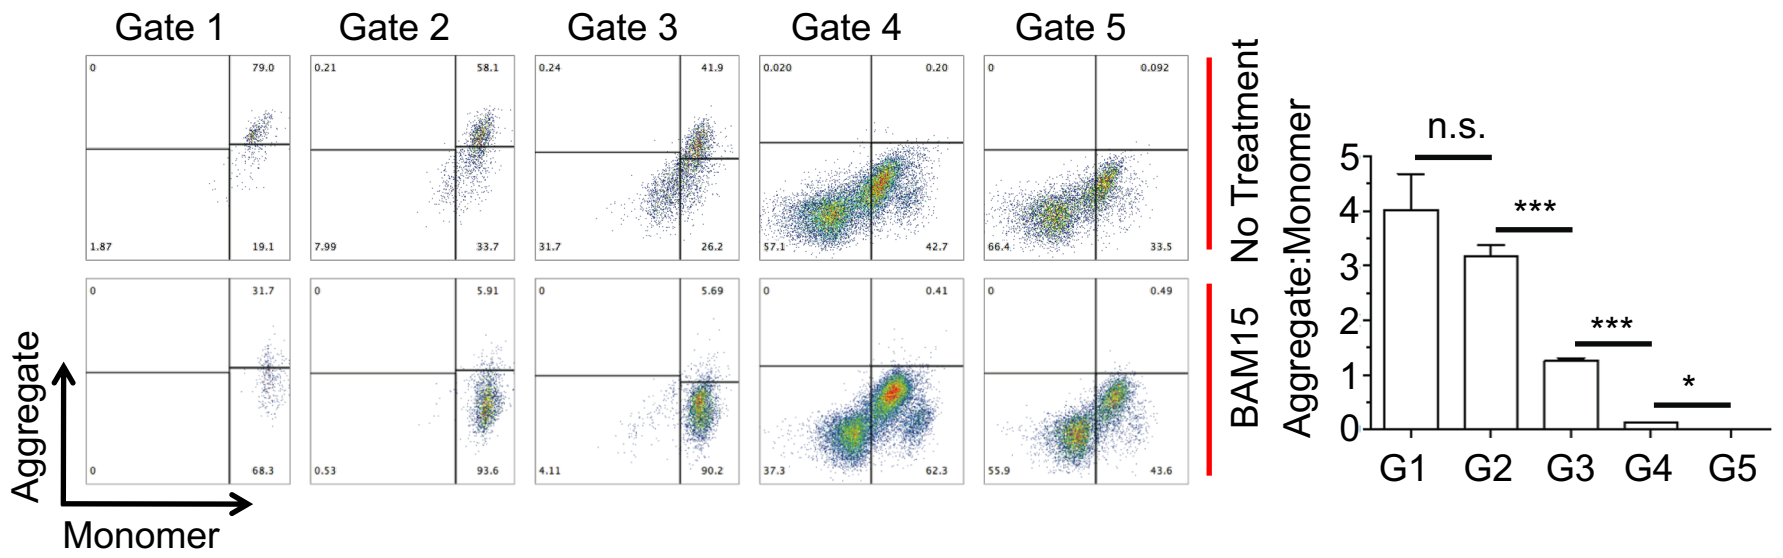 Gate 1 Gate 2 Gate 3 Gate 4 Gate 5
0 79.0 0.21 58.1 0.24 41.9 0.020 0.20 0 0.092
1.87 19.1 7.99 33.7 31.7 26.2 57.1 42.7 66.4 33.5
No Treatment
0 31.7 0 5.91 0 5.69 0 0.41 0 0.49
0 68.3 0.53 93.6 4.11 90.2 37.3 62.3 55.9 43.6
BAM15
Aggregate
Monomer
Aggregate:Monomer
n.s.
***
***
*
5
4
3
2
1
0
G1 G2 G3 G4 G5